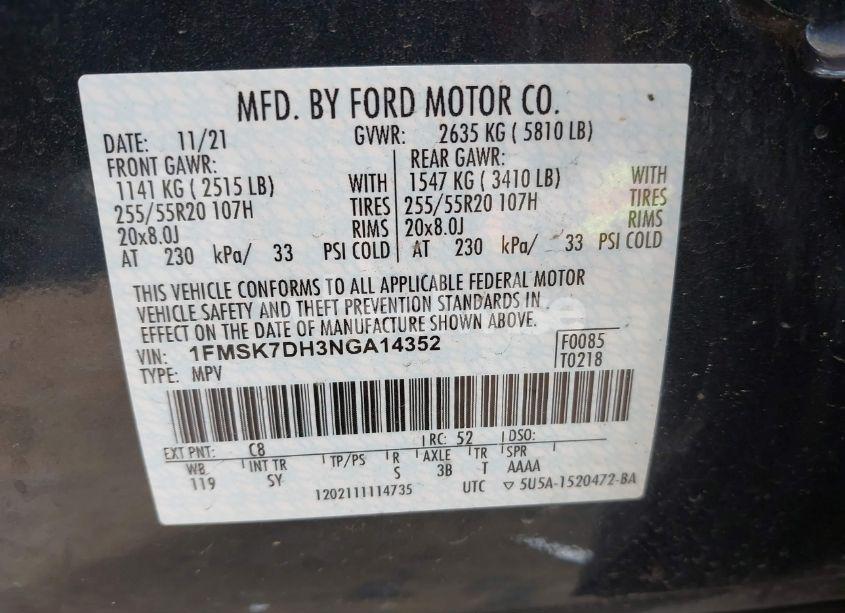 MFD. BY FORD MOTOR CO.
DATE: 11/21 GVWR: 2635 KG ( 5810 LB)
FRONT GAWR: REAR GAWR:
1141 KG ( 2515 LB) WITH 1547 KG ( 3410 LB) WITH
255/55R20 107H TIRES 255/55R20 107H TIRES
20x8.0J RIMS 20x8.0J RIMS
AT 230 kPa/ 33 PSI COLD AT 230 kPa/ 33 PSI COLD
THIS VEHICLE CONFORMS TO ALL APPLICABLE FEDERAL MOTOR
VEHICLE SAFETY AND THEFT PREVENTION STANDARDS IN
EFFECT ON THE DATE OF MANUFACTURE SHOWN ABOVE.
VIN: 1FMSK7DH3NGA14352 F0085
TYPE: MPV T0218
EXT PNT: C8 RC: 52 DSO:
WB INT TR TP/PS R AXLE TR SPR
119 SY S 3B T AAAA
1202111114735 UTC ▽ 5U5A-1520472-BA